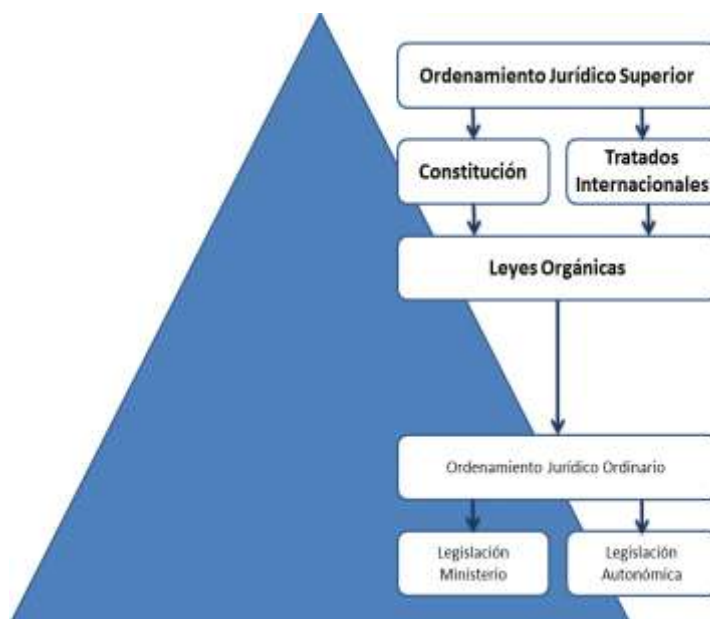 Ordenamiento Jurídico Superior
Constitución
Tratados
Internacionales
Leyes Orgánicas
Ordenamiento Jurídico Ordinario
Legislación
Ministerio
Legislación
Autonómica